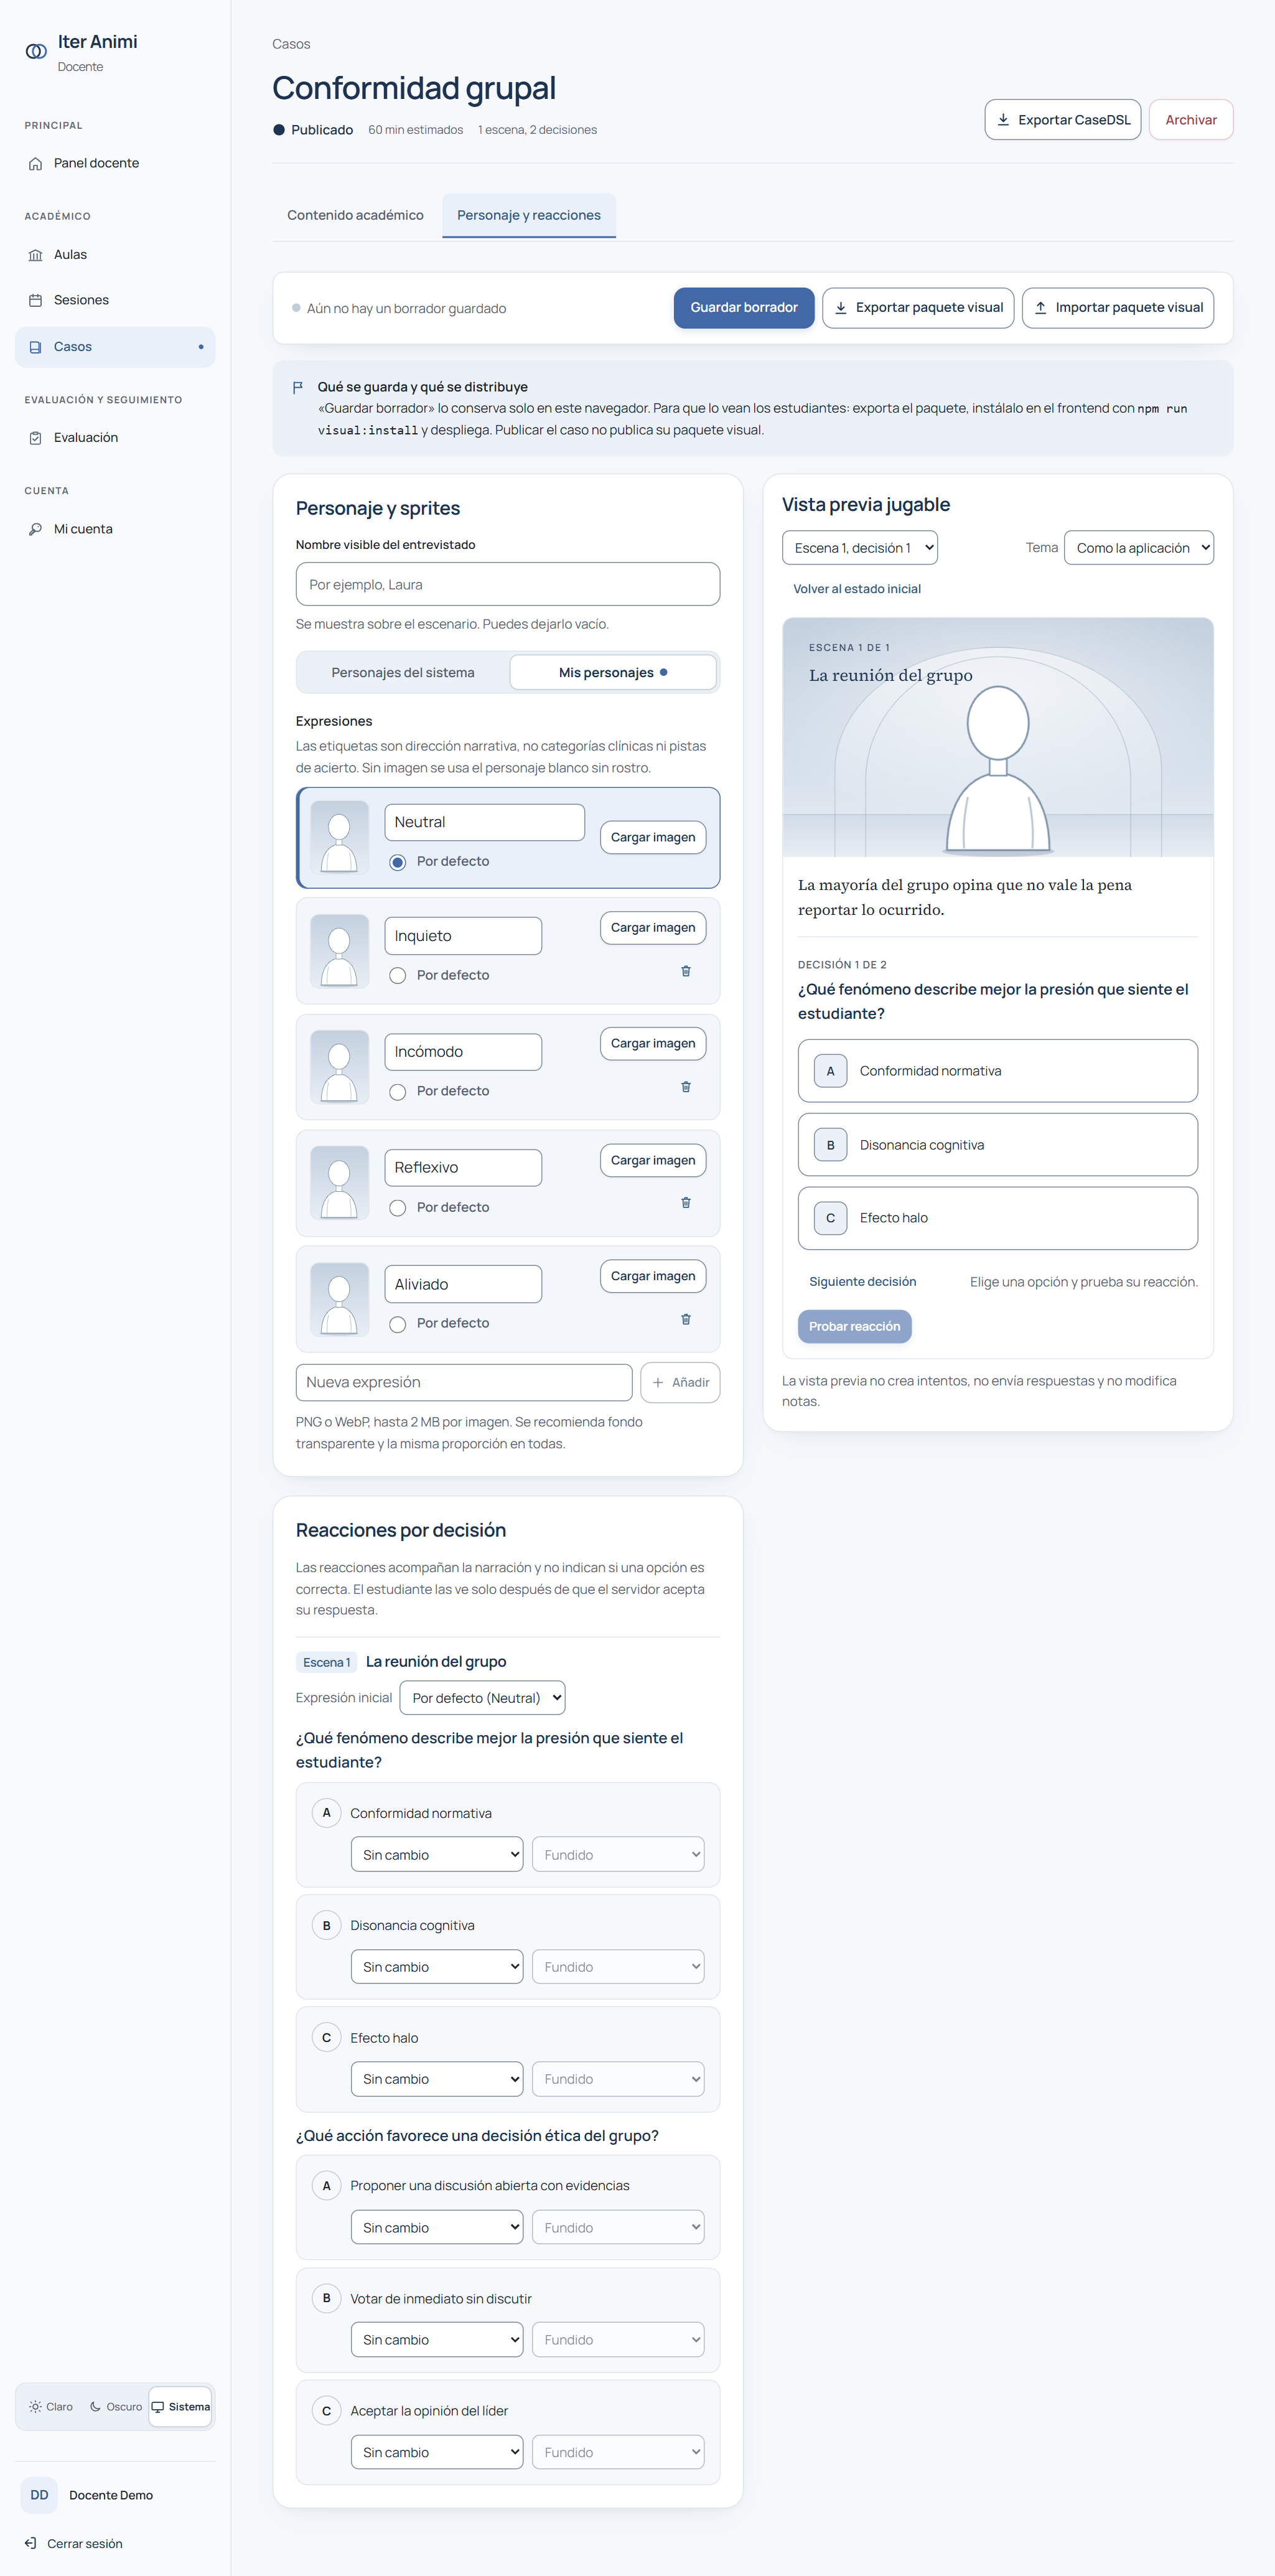 Iter Animi
Docente
PRINCIPAL
Panel docente
ACADÉMICO
Aulas
Sesiones
Casos
EVALUACIÓN Y SEGUIMIENTO
Evaluación
CUENTA
Mi cuenta
Claro
Oscuro
Sistema
DD
Docente Demo
Cerrar sesión
Casos
Conformidad grupal
Publicado
60 min estimados
1 escena, 2 decisiones
Exportar CaseDSL
Archivar
Contenido académico
Personaje y reacciones
Aún no hay un borrador guardado
Guardar borrador
Exportar paquete visual
Importar paquete visual
Qué se guarda y qué se distribuye
«Guardar borrador» lo conserva solo en este navegador. Para que lo vean los estudiantes: exporta el paquete, instálalo en el frontend con npm run
visual:install y despliega. Publicar el caso no publica su paquete visual.
Personaje y sprites
Nombre visible del entrevistado
Por ejemplo, Laura
Se muestra sobre el escenario. Puedes dejarlo vacío.
Personajes del sistema
Mis personajes
Expresiones
Las etiquetas son dirección narrativa, no categorías clínicas ni pistas
de acierto. Sin imagen se usa el personaje blanco sin rostro.
Neutral
Por defecto
Cargar imagen
Inquieto
Por defecto
Cargar imagen
Incómodo
Por defecto
Cargar imagen
Reflexivo
Por defecto
Cargar imagen
Aliviado
Por defecto
Cargar imagen
Nueva expresión
Añadir
PNG o WebP, hasta 2 MB por imagen. Se recomienda fondo
transparente y la misma proporción en todas.
Vista previa jugable
Escena 1, decisión 1
Tema
Como la aplicación
Volver al estado inicial
ESCENA 1 DE 1
La reunión del grupo
La mayoría del grupo opina que no vale la pena
reportar lo ocurrido.
DECISIÓN 1 DE 2
¿Qué fenómeno describe mejor la presión que siente el
estudiante?
A
Conformidad normativa
B
Disonancia cognitiva
C
Efecto halo
Siguiente decisión
Elige una opción y prueba su reacción.
Probar reacción
La vista previa no crea intentos, no envía respuestas y no modifica
notas.
Reacciones por decisión
Las reacciones acompañan la narración y no indican si una opción es
correcta. El estudiante las ve solo después de que el servidor acepta
su respuesta.
Escena 1
La reunión del grupo
Expresión inicial
Por defecto (Neutral)
¿Qué fenómeno describe mejor la presión que siente el
estudiante?
A
Conformidad normativa
Sin cambio
Fundido
B
Disonancia cognitiva
Sin cambio
Fundido
C
Efecto halo
Sin cambio
Fundido
¿Qué acción favorece una decisión ética del grupo?
A
Proponer una discusión abierta con evidencias
Sin cambio
Fundido
B
Votar de inmediato sin discutir
Sin cambio
Fundido
C
Aceptar la opinión del líder
Sin cambio
Fundido